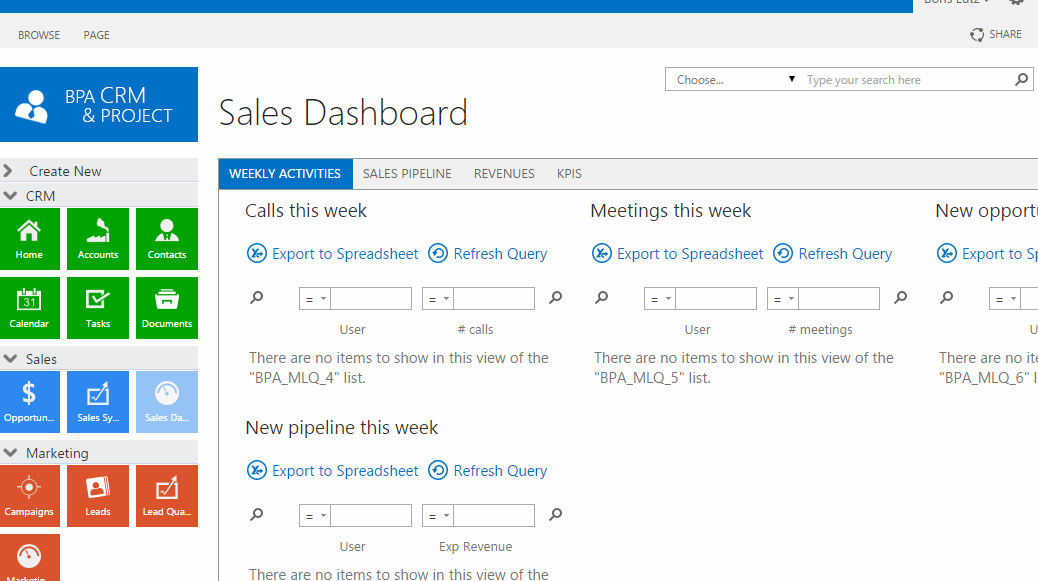 Boris Lutz
BROWSE PAGE
SHARE
BPA CRM
& PROJECT
Choose... Type your search here
Sales Dashboard
Create New
CRM
Home Accounts Contacts
31
Calendar Tasks Documents
Sales
$
Opportun... Sales Sy... Sales Da...
Marketing
Campaigns Leads Lead Qua...
Marketin
WEEKLY ACTIVITIES SALES PIPELINE REVENUES KPIS
Calls this week Meetings this week New opportu
Export to Spreadsheet Refresh Query Export to Spreadsheet Refresh Query Export to Sp
= = = = =
User # calls User # meetings U
There are no items to show in this view of the There are no items to show in this view of the There are no ite
"BPA_MLQ_4" list. "BPA_MLQ_5" list. "BPA_MLQ_6" l
New pipeline this week
Export to Spreadsheet Refresh Query
= =
User Exp Revenue
There are no items to show in this view of the